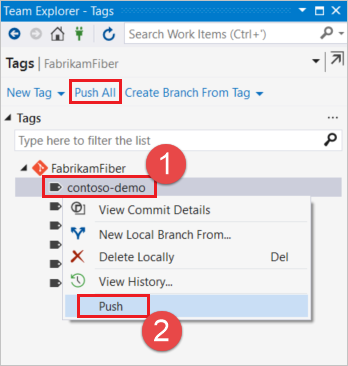 Team Explorer - Tags
Search Work Items (Ctrl+')
Tags | FabrikamFiber
New Tag Push All Create Branch From Tag
Tags
Type here to filter the list
1
FabrikamFiber
contoso-demo
View Commit Details
New Local Branch From...
Delete Locally Del
View History...
Push
2